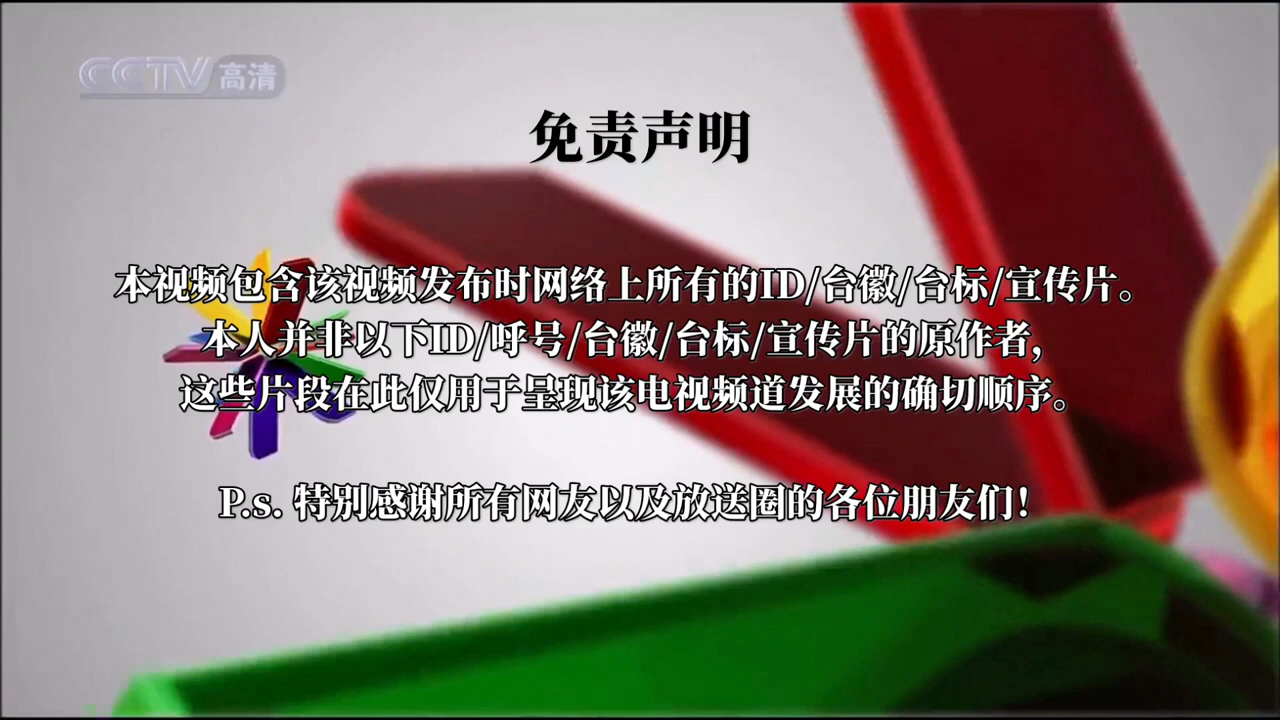 CCTV高清
免责声明
本视频包含该视频发布时网络上所有的ID/台徽/台标/宣传片。
本人并非以下ID/呼号/台徽/台标/宣传片的原作者，
这些片段在此仅用于呈现该电视频道发展的确切顺序。
P.s. 特别感谢所有网友以及放送圈的各位朋友们！